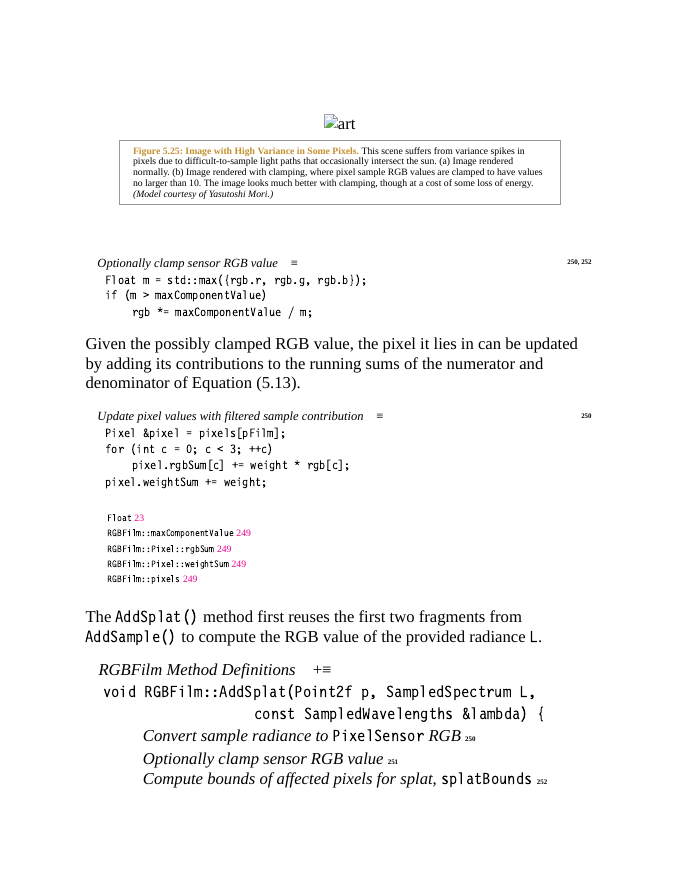 art
Figure 5.25: Image with High Variance in Some Pixels. This scene suffers from variance spikes in
pixels due to difficult-to-sample light paths that occasionally intersect the sun. (a) Image rendered
normally. (b) Image rendered with clamping, where pixel sample RGB values are clamped to have values
no larger than 10. The image looks much better with clamping, though at a cost of some loss of energy.
(Model courtesy of Yasutoshi Mori.)
Optionally clamp sensor RGB value ≡ 250, 252
Float m = std::max({rgb.r, rgb.g, rgb.b});
if (m > maxComponentValue)
rgb *= maxComponentValue / m;
Given the possibly clamped RGB value, the pixel it lies in can be updated
by adding its contributions to the running sums of the numerator and
denominator of Equation (5.13).
Update pixel values with filtered sample contribution ≡ 250
Pixel &pixel = pixels[pFilm];
for (int c = 0; c < 3; ++c)
pixel.rgbSum[c] += weight * rgb[c];
pixel.weightSum += weight;
Float 23
RGBFilm::maxComponentValue 249
RGBFilm::Pixel::rgbSum 249
RGBFilm::Pixel::weightSum 249
RGBFilm::pixels 249
The AddSplat() method first reuses the first two fragments from
AddSample() to compute the RGB value of the provided radiance L.
RGBFilm Method Definitions +≡
void RGBFilm::AddSplat(Point2f p, SampledSpectrum L,
const SampledWavelengths &lambda) {
Convert sample radiance to PixelSensor RGB 250
Optionally clamp sensor RGB value 251
Compute bounds of affected pixels for splat, splatBounds 252